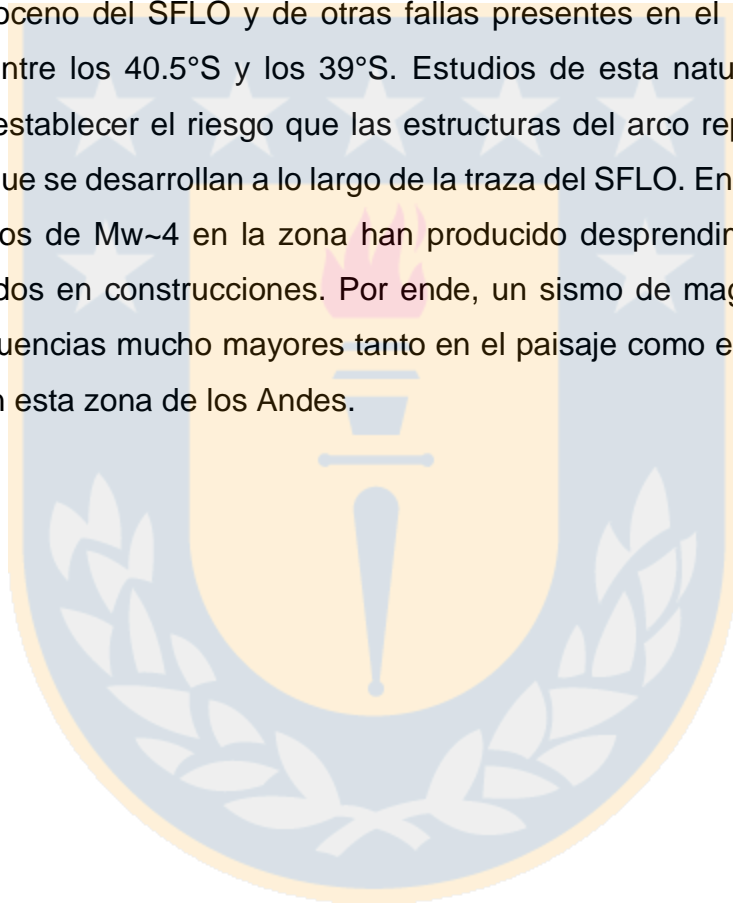 oceno del SFLO y de otras fallas presentes en el
ntre los 40.5°S y los 39°S. Estudios de esta natu
establecer el riesgo que las estructuras del arco rep
ue se desarrollan a lo largo de la traza del SFLO. En
os de Mw~4 en la zona han producido desprendir
dos en construcciones. Por ende, un sismo de mag
uencias mucho mayores tanto en el paisaje como e
n esta zona de los Andes.